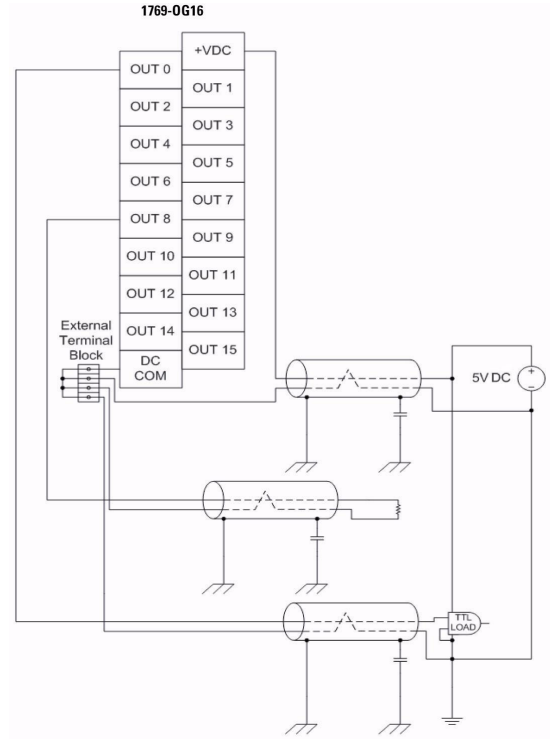 1769-OG16
+VDC
OUT 0
OUT 1
OUT 2
OUT 3
OUT 4
OUT 5
OUT 6
OUT 7
OUT 8
OUT 9
OUT 10
OUT 11
OUT 12
OUT 13
OUT 14
OUT 15
DC
COM
External
Terminal
Block
5V DC
+
−
TTL
LOAD